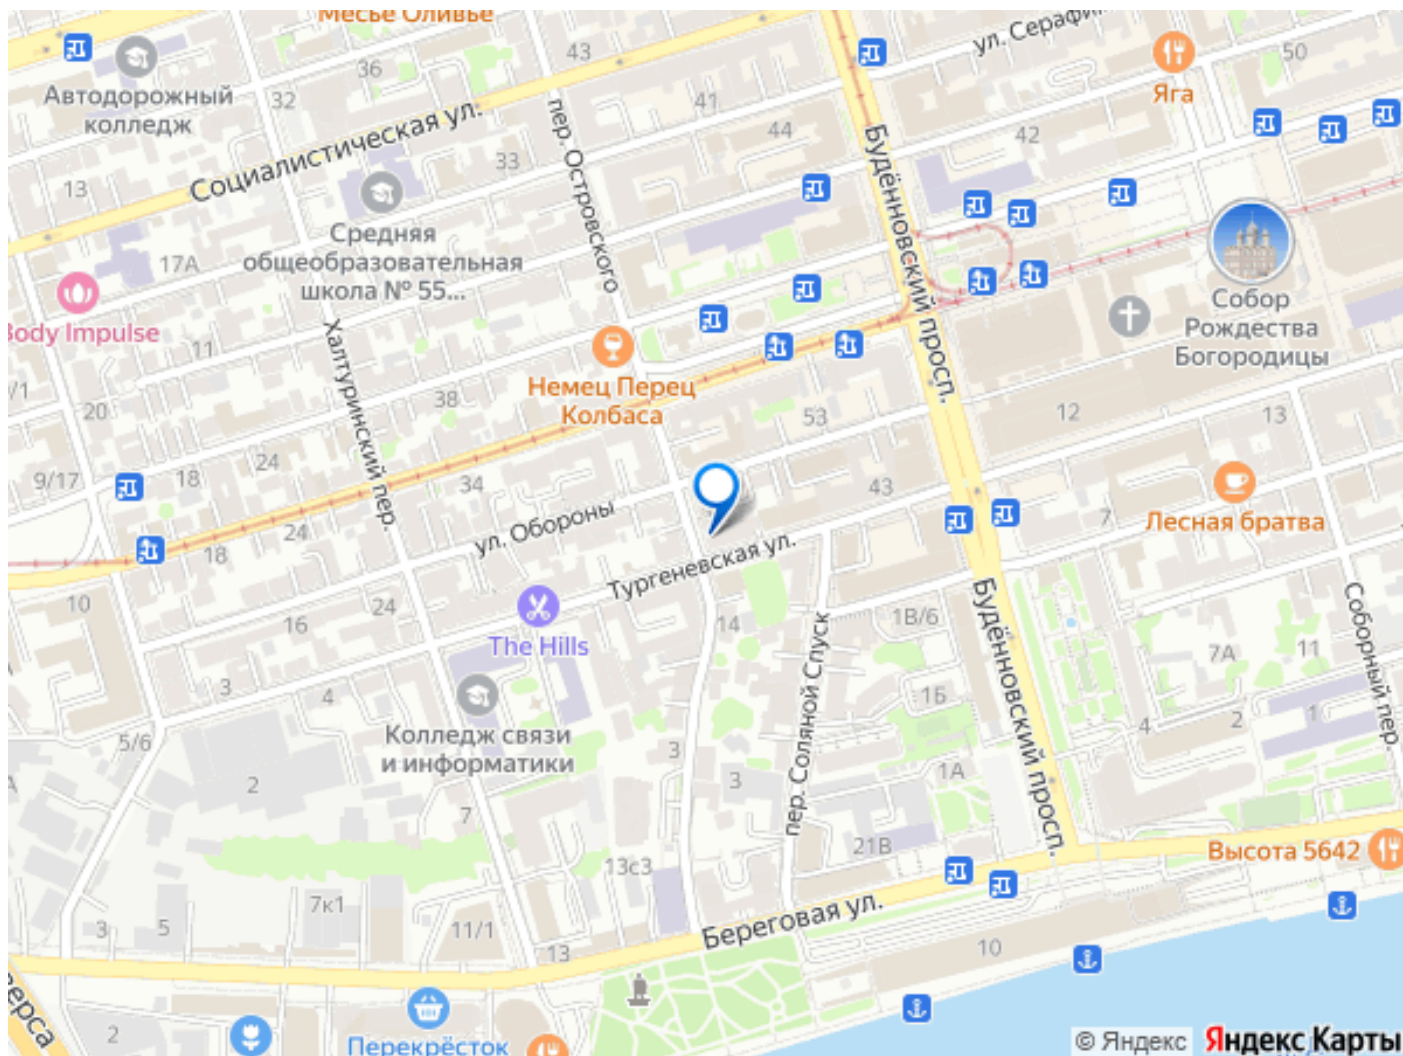 Месье Оливье
ул. Серафим
Яга
50
43
36
Автодорожный
колледж
32
41
44
42
Социалистическая ул.
пер. Островского
Будённовский просп.
33
13
Средняя
общеобразовательная
школа № 55...
17А
Body Impulse
11
Халтуринский пер.
Собор
Рождества
Богородицы
Немец Перец
Колбаса
/1
20
38
53
12
13
9/17
18
24
34
43
7
Лесная братва
ул. Обороны
24
18
Тургеневская ул.
10
24
16
The Hills
14
1В/6
пер. Соляной Спуск
Будённовский просп.
Соборный пер.
7А
11
3
4
1Б
4
2
1
Колледж связи
и информатики
5/6
2
3
3
1А
7
21В
Высота 5642
13с3
7к1
Береговая ул.
3
5
11/1
13
10
верса
2
Перекрёсток
© Яндекс Яндекс Карты